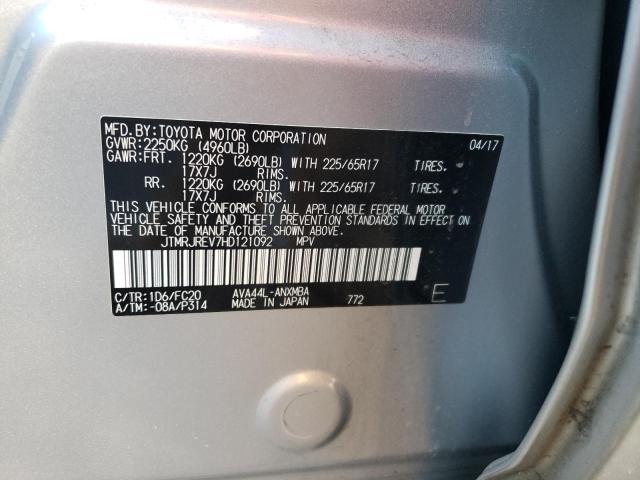 MFD. BY: TOYOTA MOTOR CORPORATION 04/17
GVWR: 2250KG (4960LB)
GAWR: FRT. 1220KG (2690LB) WITH 225/65R17 TIRES.
17X7J RIMS.
RR. 1220KG (2690LB) WITH 225/65R17 TIRES.
17X7J RIMS.
THIS VEHICLE CONFORMS TO ALL APPLICABLE FEDERAL MOTOR
VEHICLE SAFETY AND THEFT PREVENTION STANDARDS IN EFFECT ON
THE DATE OF MANUFACTURE SHOWN ABOVE.
JTMRJREV7HD121092 MPV
C/TR: 1D6/FC20 AVA44L-ANXMBA
A/TM: -08A/P314 MADE IN JAPAN 772 E